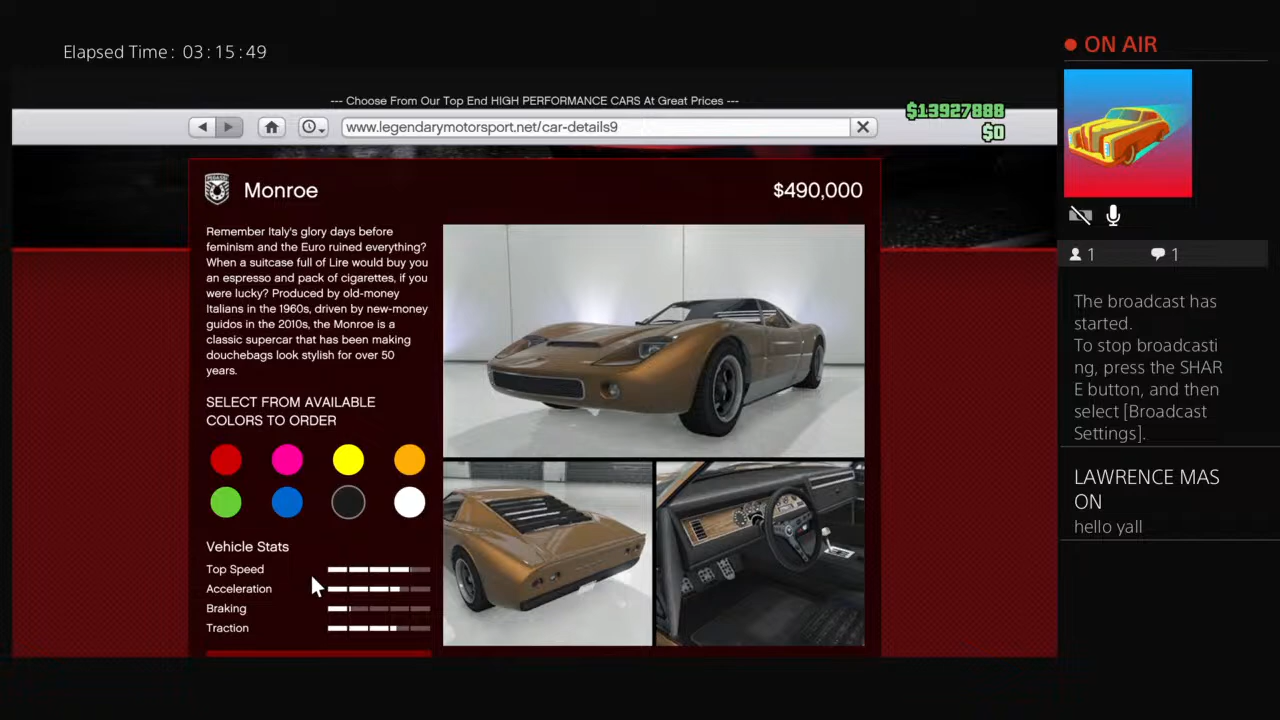 Elapsed Time: 03:15:49
ON AIR
--- Choose From Our Top End HIGH PERFORMANCE CARS At Great Prices ---
www.legendarymotorsport.net/car-details9
$13927888
$0
PEGASSI
Monroe
$490,000
Remember Italy's glory days before
feminism and the Euro ruined everything?
When a suitcase full of Lire would buy you
an espresso and pack of cigarettes, if you
were lucky? Produced by old-money
Italians in the 1960s, driven by new-money
guidos in the 2010s, the Monroe is a
classic supercar that has been making
douchebags look stylish for over 50
years.
SELECT FROM AVAILABLE
COLORS TO ORDER
Vehicle Stats
Top Speed
Acceleration
Braking
Traction
1
1
The broadcast has
started.
To stop broadcasti
ng, press the SHAR
E button, and then
select [Broadcast
Settings].
LAWRENCE MAS
ON
hello yall